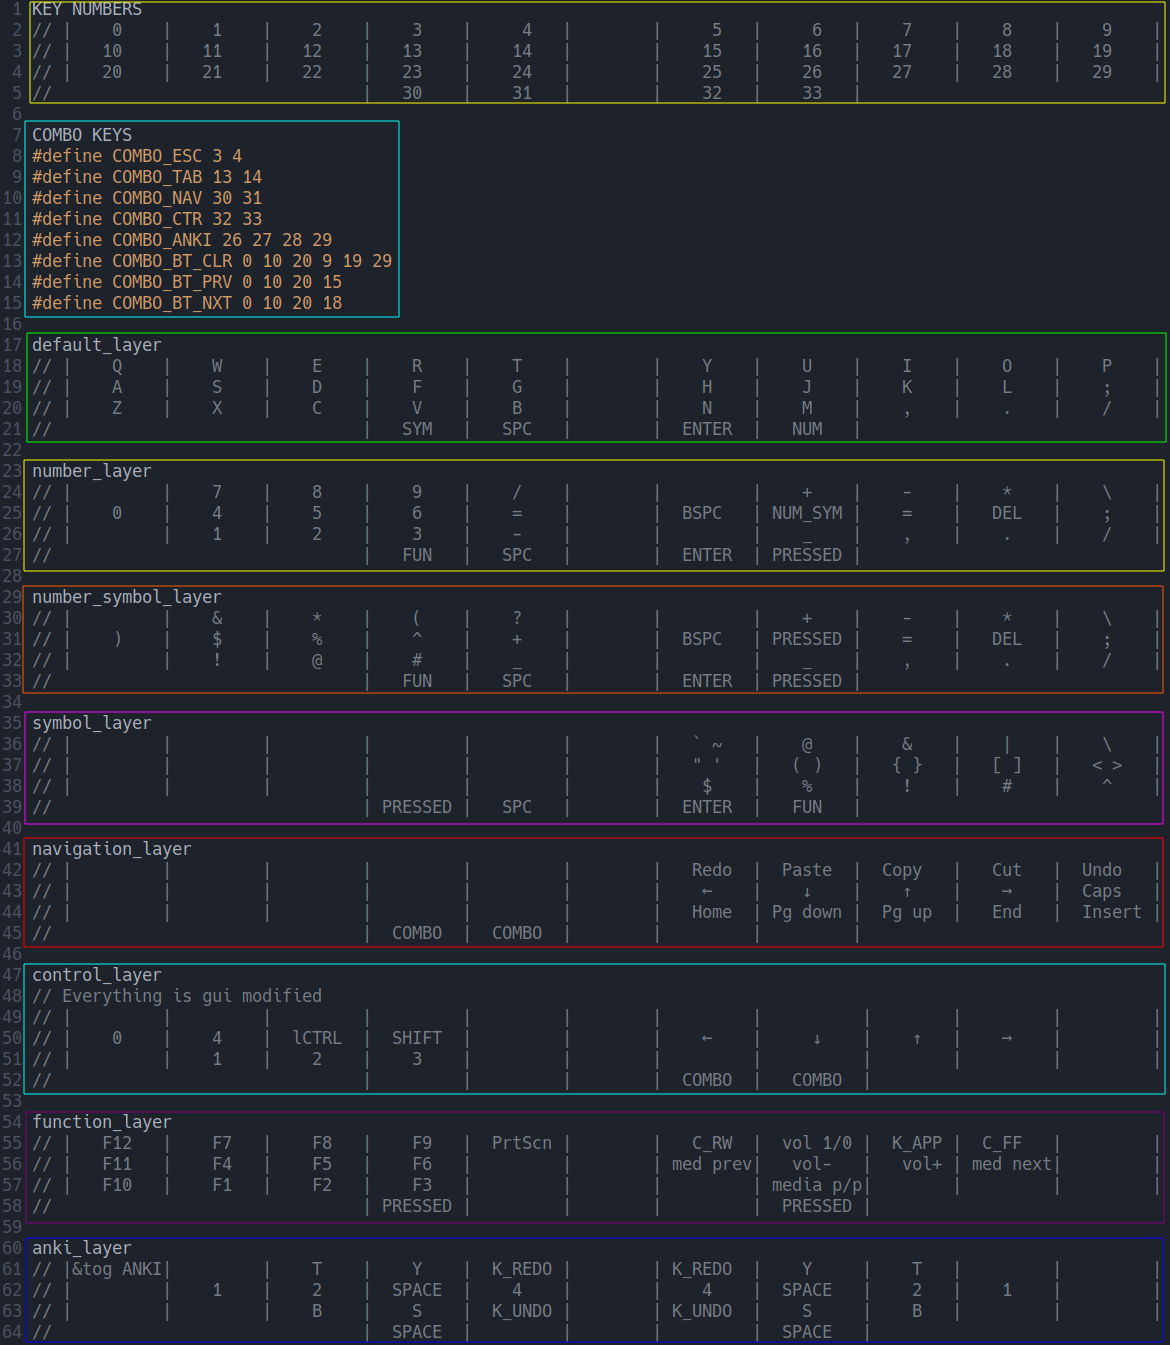 1 KEY NUMBERS
2 // |    0    |    1    |    2    |    3    |    4    |        |    5    |    6    |    7    |    8    |    9    |
3 // |   10    |   11    |   12    |   13    |   14    |        |   15    |   16    |   17    |   18    |   19    |
4 // |   20    |   21    |   22    |   23    |   24    |        |   25    |   26    |   27    |   28    |   29    |
5 //                               |   30    |   31    |        |   32    |   33    |
6
7 COMBO KEYS
8 #define COMBO_ESC 3 4
9 #define COMBO_TAB 13 14
10 #define COMBO_NAV 30 31
11 #define COMBO_CTR 32 33
12 #define COMBO_ANKI 26 27 28 29
13 #define COMBO_BT_CLR 0 10 20 9 19 29
14 #define COMBO_BT_PRV 0 10 20 15
15 #define COMBO_BT_NXT 0 10 20 18
16
17 default_layer
18 // |    Q    |    W    |    E    |    R    |    T    |        |    Y    |    U    |    I    |    O    |    P    |
19 // |    A    |    S    |    D    |    F    |    G    |        |    H    |    J    |    K    |    L    |    ;    |
20 // |    Z    |    X    |    C    |    V    |    B    |        |    N    |    M    |    ,    |    .    |    /    |
21 //                               |   SYM   |   SPC   |        |  ENTER  |   NUM   |
22
23 number_layer
24 // |         |    7    |    8    |    9    |    /    |        |         |    +    |    -    |    *    |    \    |
25 // |    0    |    4    |    5    |    6    |    =    |        |  BSPC   | NUM_SYM |    =    |   DEL   |    ;    |
26 // |         |    1    |    2    |    3    |    -    |        |         |    _    |    ,    |    .    |    /    |
27 //                               |   FUN   |   SPC   |        |  ENTER  | PRESSED |
28
29 number_symbol_layer
30 // |         |    &    |    *    |    (    |    ?    |        |         |    +    |    -    |    *    |    \    |
31 // |    )    |    $    |    %    |    ^    |    +    |        |  BSPC   | PRESSED |    =    |   DEL   |    ;    |
32 // |         |    !    |    @    |    #    |    _    |        |         |    _    |    ,    |    .    |    /    |
33 //                               |   FUN   |   SPC   |        |  ENTER  | PRESSED |
34
35 symbol_layer
36 // |         |         |         |         |         |        |   ` ~   |    @    |    &    |    |    |    \    |
37 // |         |         |         |         |         |        |   " '   |   ( )   |   { }   |   [ ]   |   < >   |
38 // |         |         |         |         |         |        |    $    |    %    |    !    |    #    |    ^    |
39 //                               | PRESSED |   SPC   |        |  ENTER  |   FUN   |
40
41 navigation_layer
42 // |         |         |         |         |         |        |   Redo  |  Paste  |  Copy   |   Cut   |  Undo   |
43 // |         |         |         |         |         |        |    ←    |    ↓    |    ↑    |    →    |  Caps   |
44 // |         |         |         |         |         |        |   Home  | Pg down |  Pg up  |   End   |  Insert |
45 //                               |  COMBO  |  COMBO  |        |         |         |
46
47 control_layer
48 // Everything is gui modified
49 // |         |         |         |         |         |        |         |          |        |         |         |
50 // |    0    |    4    |  lCTRL  |  SHIFT  |         |        |    ←    |     ↓    |    ↑   |    →    |         |
51 // |         |    1    |    2    |    3    |         |        |         |          |        |         |         |
52 //                               |         |         |        |  COMBO  |   COMBO  |
53
54 function_layer
55 // |   F12   |   F7    |   F8    |   F9    | PrtScn |        |   C_RW  |  vol 1/0 |  K_APP |  C_FF   |         |
56 // |   F11   |   F4    |   F5    |   F6    |         |        | med prev|   vol-   |   vol+ | med next|         |
57 // |   F10   |   F1    |   F2    |   F3    |         |        |         | media p/p|        |         |         |
58 //                               | PRESSED |         |        |         |  PRESSED |
59
60 anki_layer
61 // |&tog ANKI|         |    T    |    Y    |  K_REDO |        | K_REDO  |    Y     |    T   |         |         |
62 // |         |    1    |    2    |  SPACE  |    4    |        |    4    |  SPACE   |    2   |    1    |         |
63 // |         |         |    B    |    S    |  K_UNDO |        | K_UNDO  |    S     |    B   |         |         |
64 //                               |  SPACE  |         |        |         |  SPACE   |